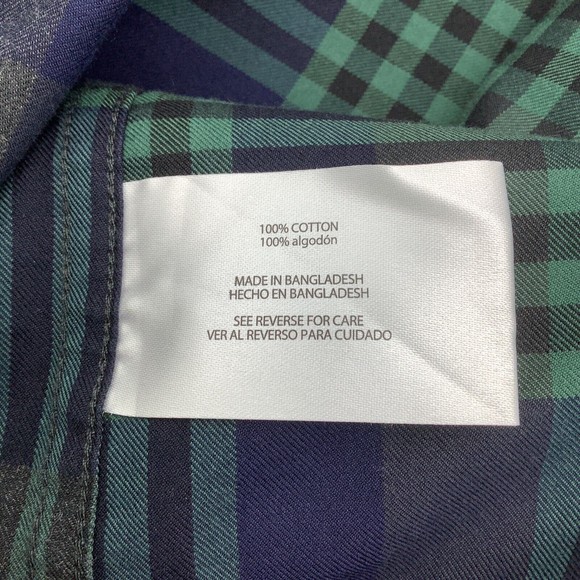 100% COTTON
100% algodón
MADE IN BANGLADESH
HECHO EN BANGLADESH
SEE REVERSE FOR CARE
VER AL REVERSO PARA CUIDADO